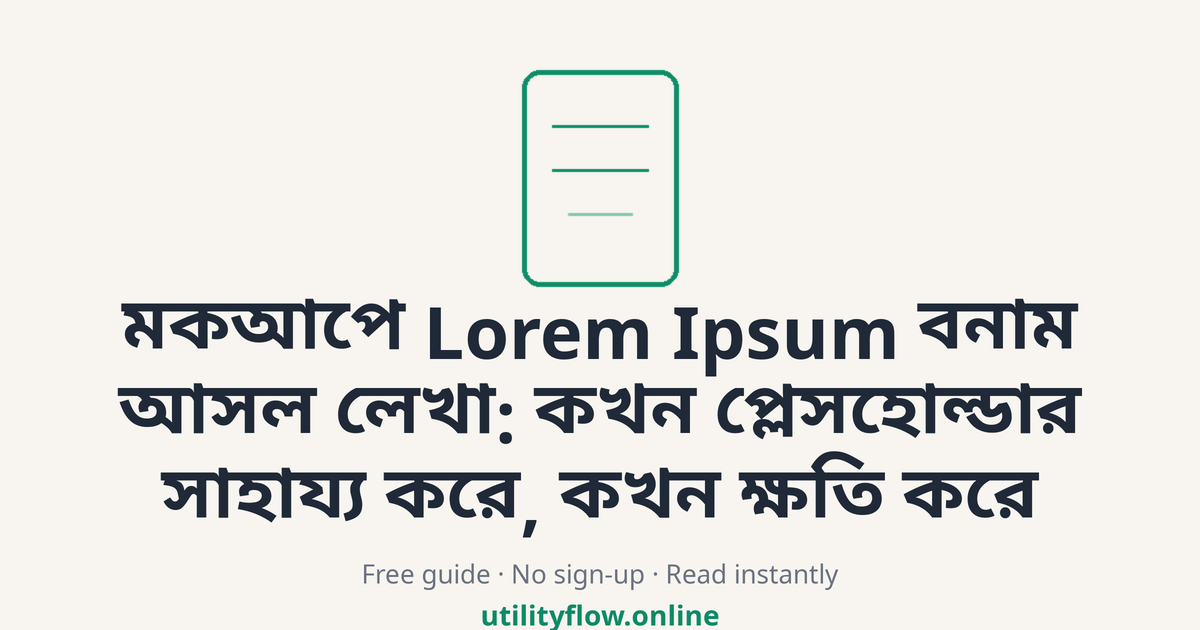 মকআপে Lorem Ipsum বনাম
আসল লেখা: কখন প্লেসহোল্ডার
সাহায্য করে, কখন ক্ষতি করে
Free guide · No sign-up · Read instantly
utilityflow.online